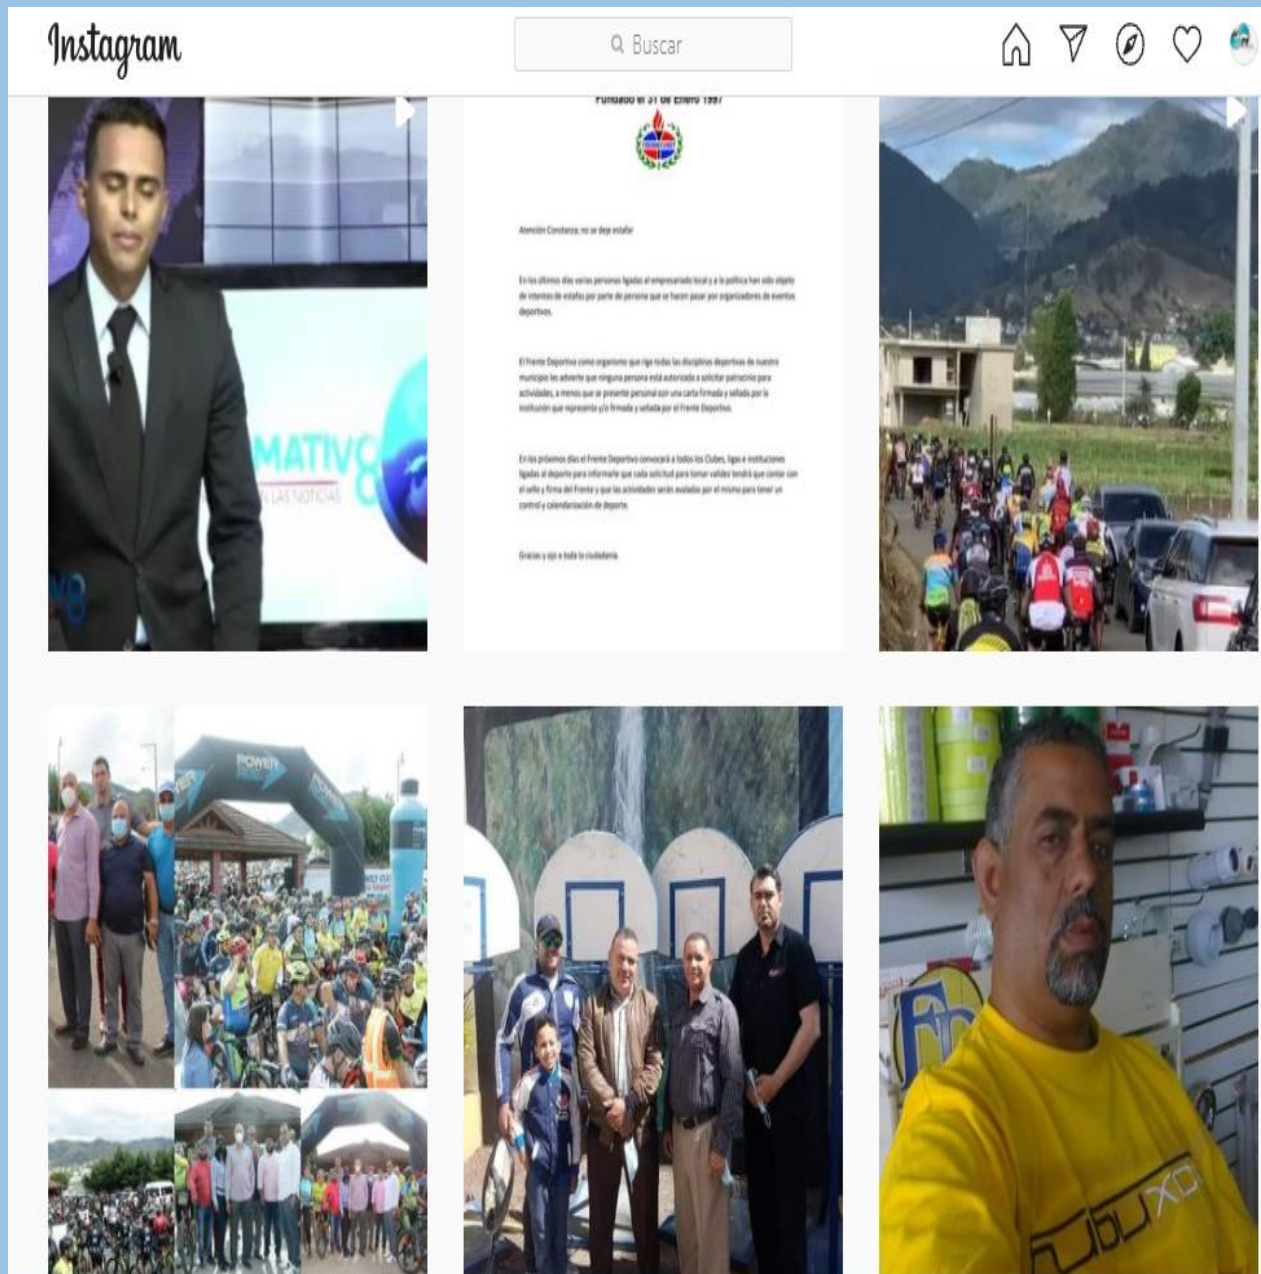 Instagram
Buscar
Fundado el 31 de Enero 1997
MATIV8
N LAS NOTICIAS
Atención Constanza, no se deje estafar
En los últimos días varias personas ligadas al empresariado local y a la política han sido objeto
de intentos de estafas por parte de persona que se hacen pasar por organizadores de eventos
deportivos.
El Frente Deportivo como organismo que rige todas las disciplinas deportivas de nuestro
municipio les advierte que ninguna persona está autorizada a solicitar patrocinio para
actividades, a menos que se presente personal con una carta firmada y sellada por la
institución que representa y/o firmada y sellada por el Frente Deportivo.
En los próximos días el Frente Deportivo convocará a todos los Clubes, ligas e instituciones
ligadas al deporte para informarle que cada solicitud para tomar validez tendrá que contar con
el sello y firma del Frente y que las actividades serán avaladas por el mismo para tener un
control y calendarización de deporte.
Gracias y ojo a toda la ciudadanía.
POWER
POWER
FUBUXD